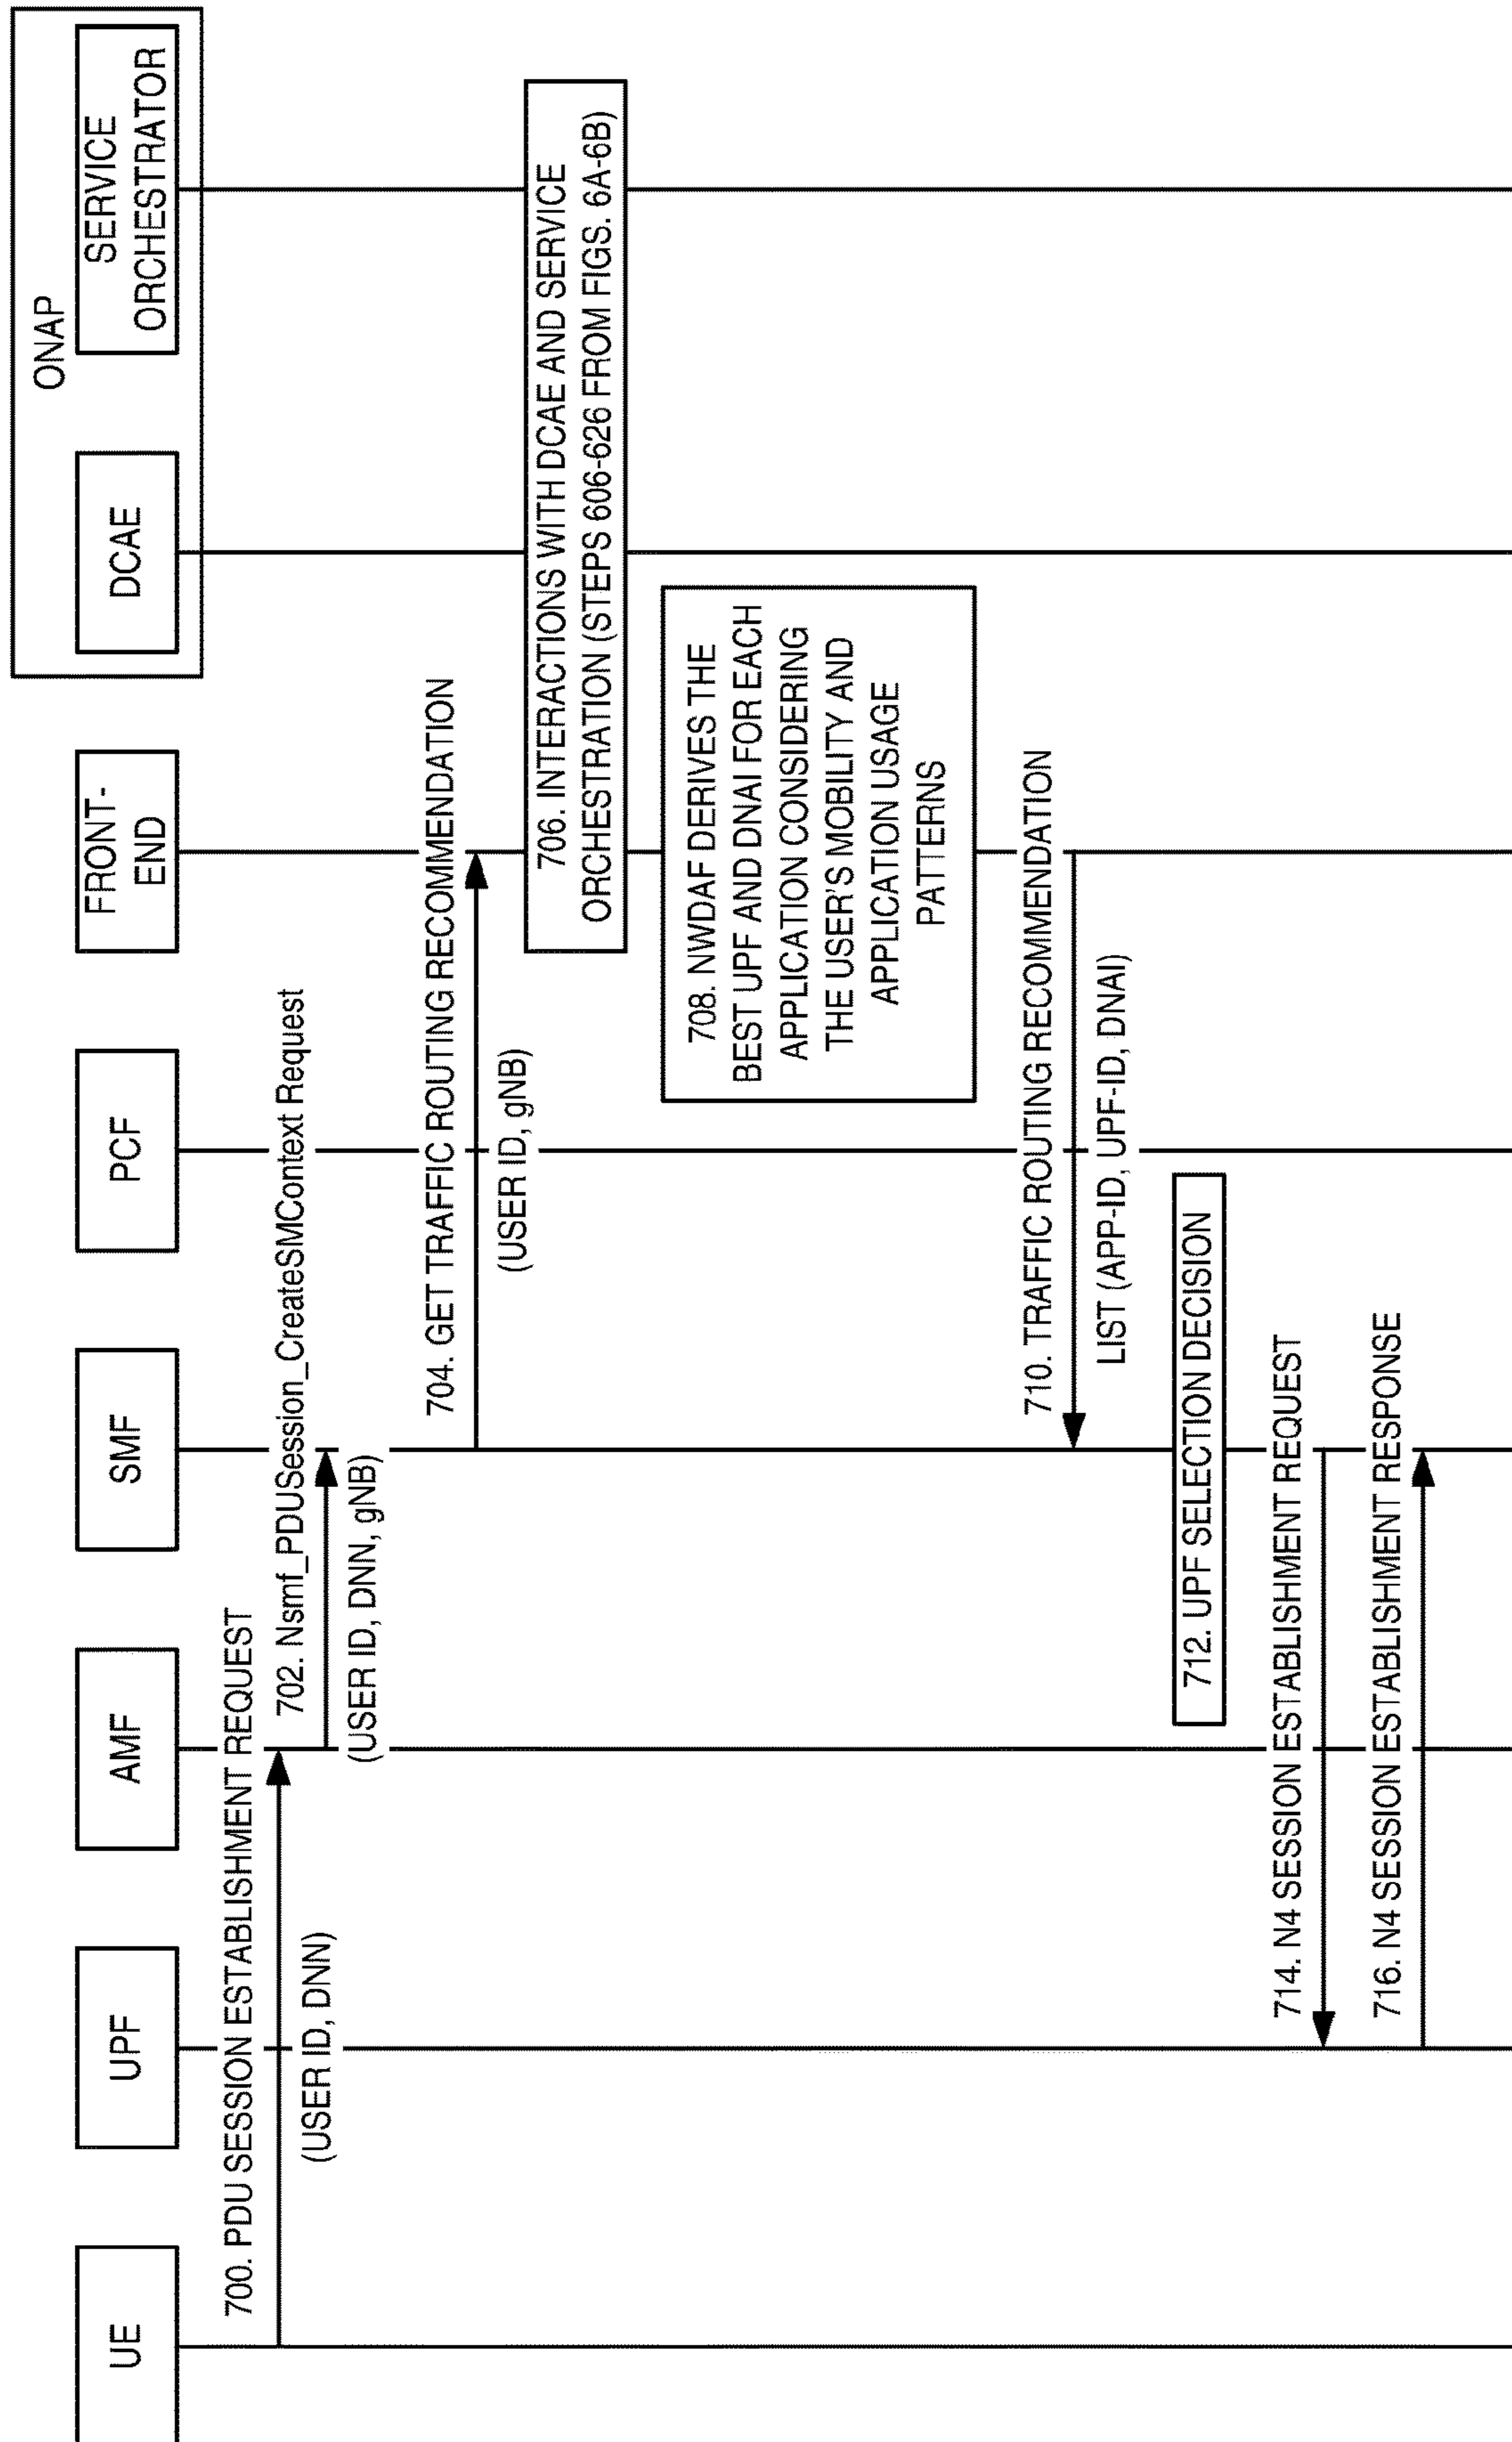 ONAP
UE
UPF
AMF
SMF
PCF
FRONT-
END
DCAE
SERVICE
ORCHESTRATOR
700. PDU SESSION ESTABLISHMENT REQUEST
(USER ID, DNN)
702. Nsmf_PDUSession_CreateSMContext Request
(USER ID, DNN, gNB)
704. GET TRAFFIC ROUTING RECOMMENDATION
(USER ID, gNB)
706. INTERACTIONS WITH DCAE AND SERVICE
ORCHESTRATION (STEPS 606-626 FROM FIGS. 6A-6B)
708. NWDAF DERIVES THE
BEST UPF AND DNAI FOR EACH
APPLICATION CONSIDERING
THE USER'S MOBILITY AND
APPLICATION USAGE
PATTERNS
710. TRAFFIC ROUTING RECOMMENDATION
LIST (APP-ID, UPF-ID, DNAI)
712. UPF SELECTION DECISION
714. N4 SESSION ESTABLISHMENT REQUEST
716. N4 SESSION ESTABLISHMENT RESPONSE